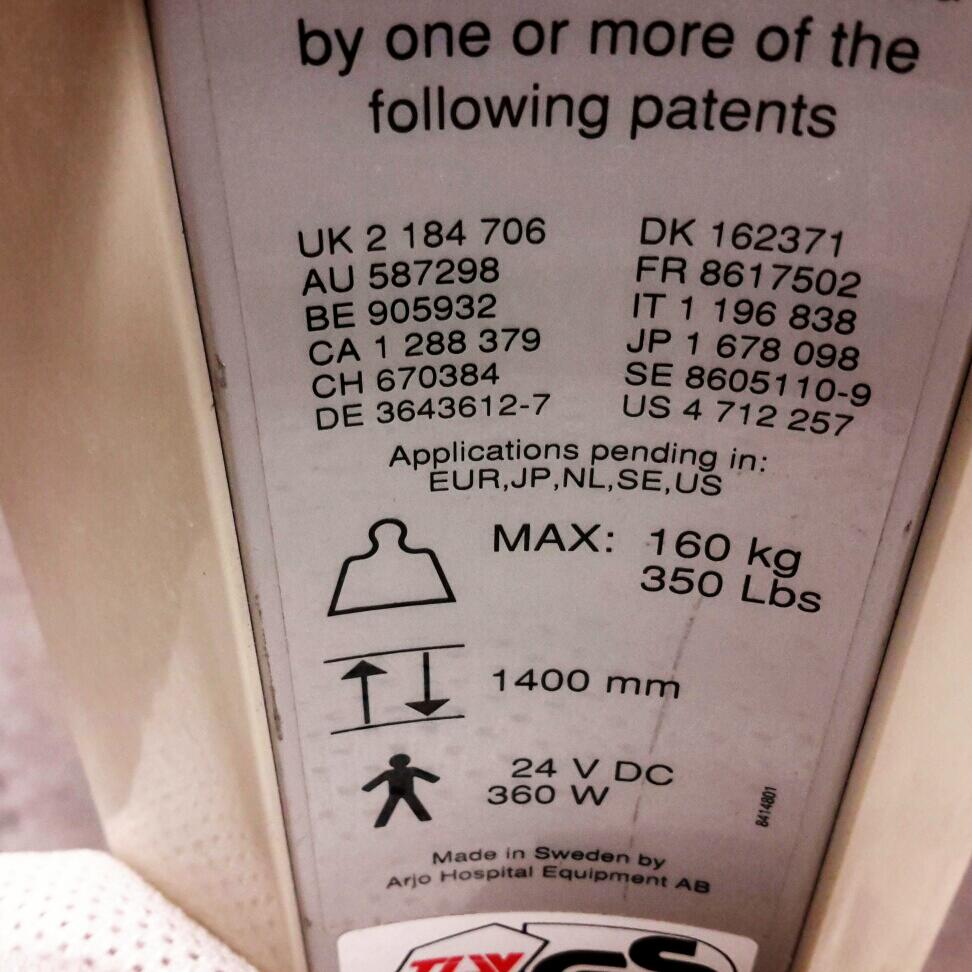 by one or more of the
following patents
UK 2 184 706
AU 587298
BE 905932
CA 1 288 379
CH 670384
DE 3643612-7
DK 162371
FR 8617502
IT 1 196 838
JP 1 678 098
SE 8605110-9
US 4 712 257
Applications pending in:
EUR,JP,NL,SE,US
MAX: 160 kg
350 Lbs
1400 mm
24 V DC
360 W
8414801
Made in Sweden by
Arjo Hospital Equipment AB
GS